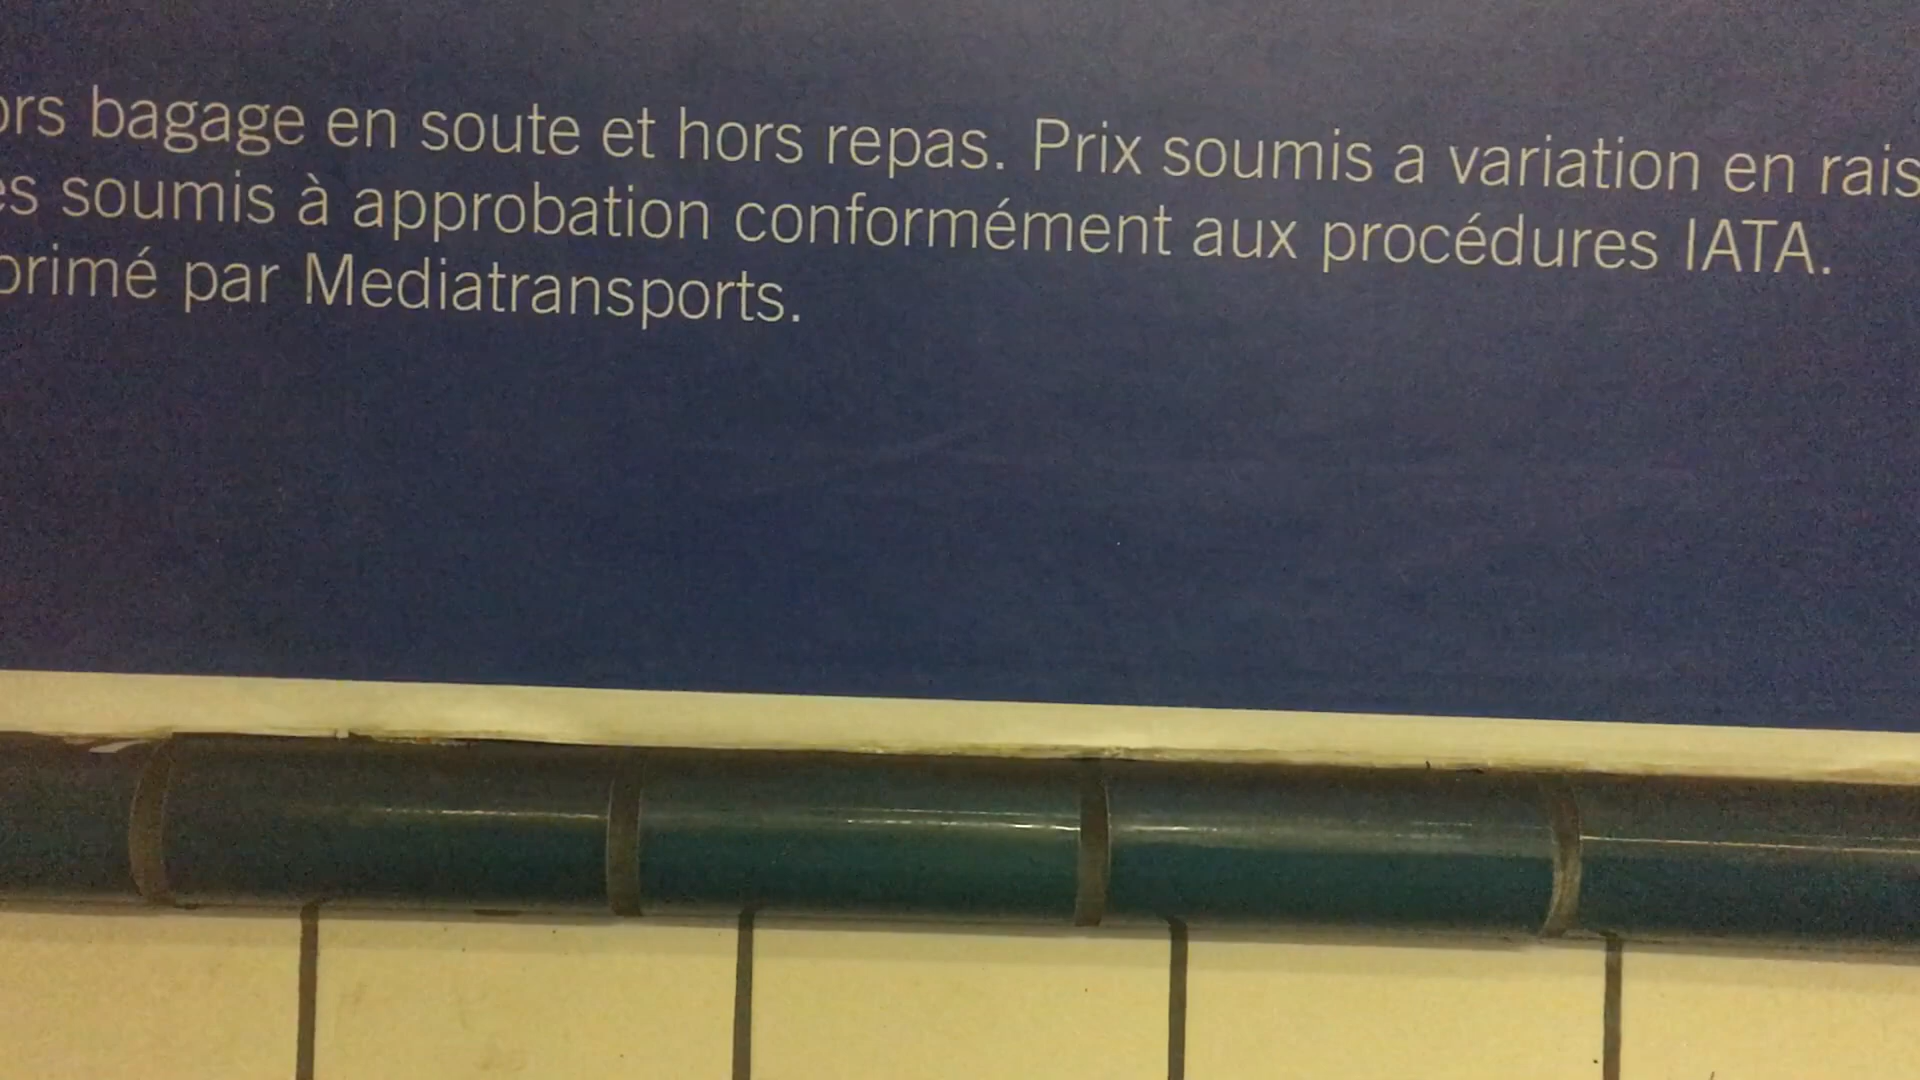 bagage en soute et hors repas. Prix soumis a variation en
soumis à approbation conformément aux procédures IATA.
par Mediatransports.